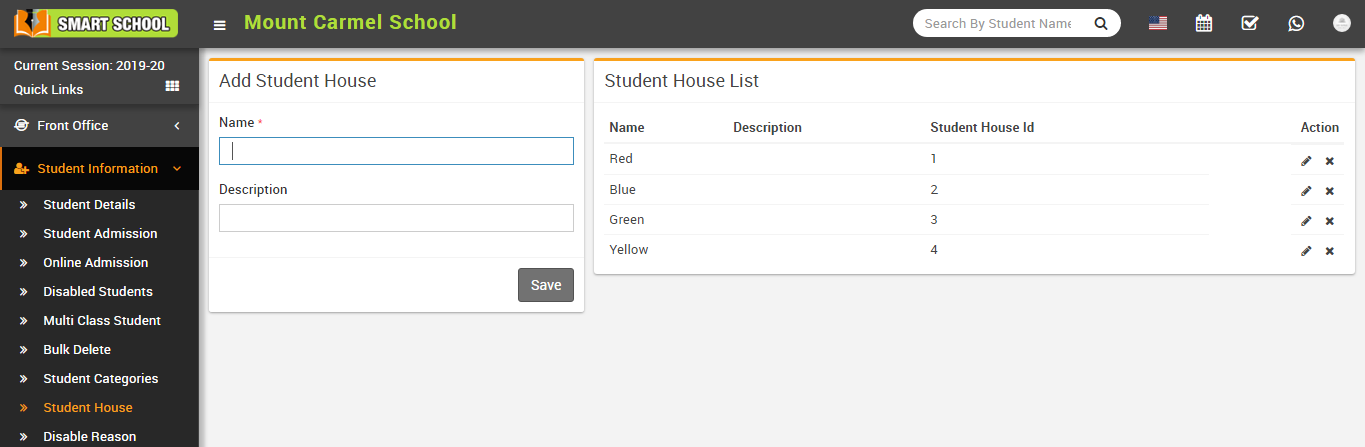 SMART SCHOOL
Mount Carmel School
Search By Student Name
Current Session: 2019-20
Quick Links
Front Office
Student Information
Student Details
Student Admission
Online Admission
Disabled Students
Multi Class Student
Bulk Delete
Student Categories
Student House
Disable Reason
Add Student House
Name *
Description
Save
Student House List
Name Description Student House Id Action
Red 1
Blue 2
Green 3
Yellow 4